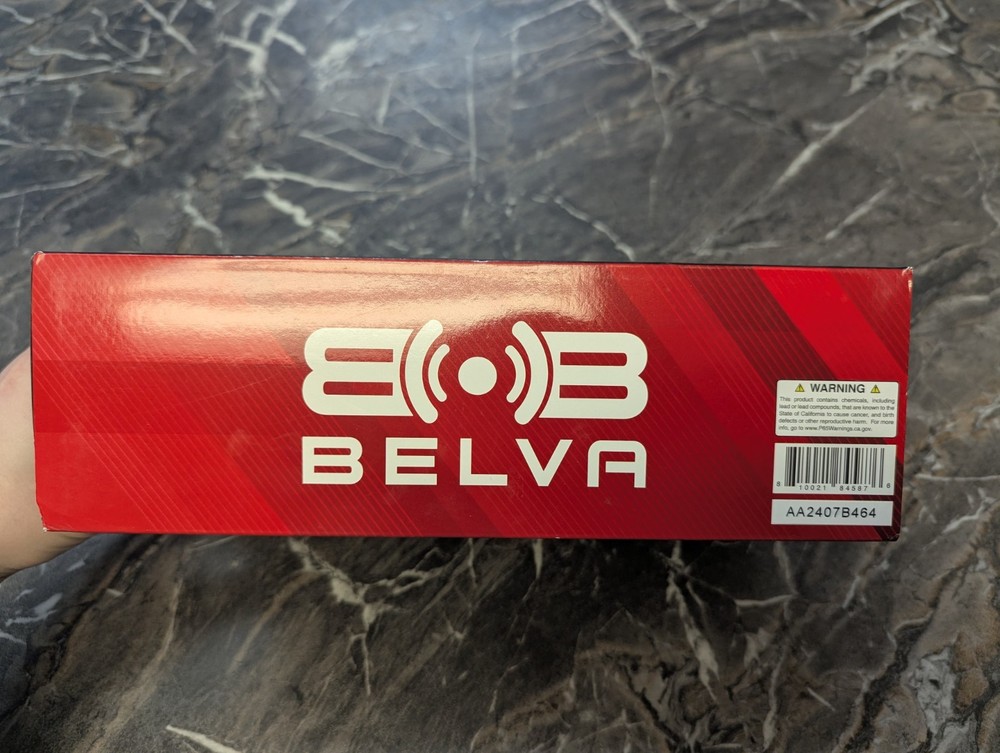 BELVA
WARNING
This product contains chemicals, including
lead or lead compounds, that are known to the
State of California to cause cancer, and birth
defects or other reproductive harm. For more
info, go to www.P65Warnings.ca.gov.
8 10021 84587 6
AA2407B464